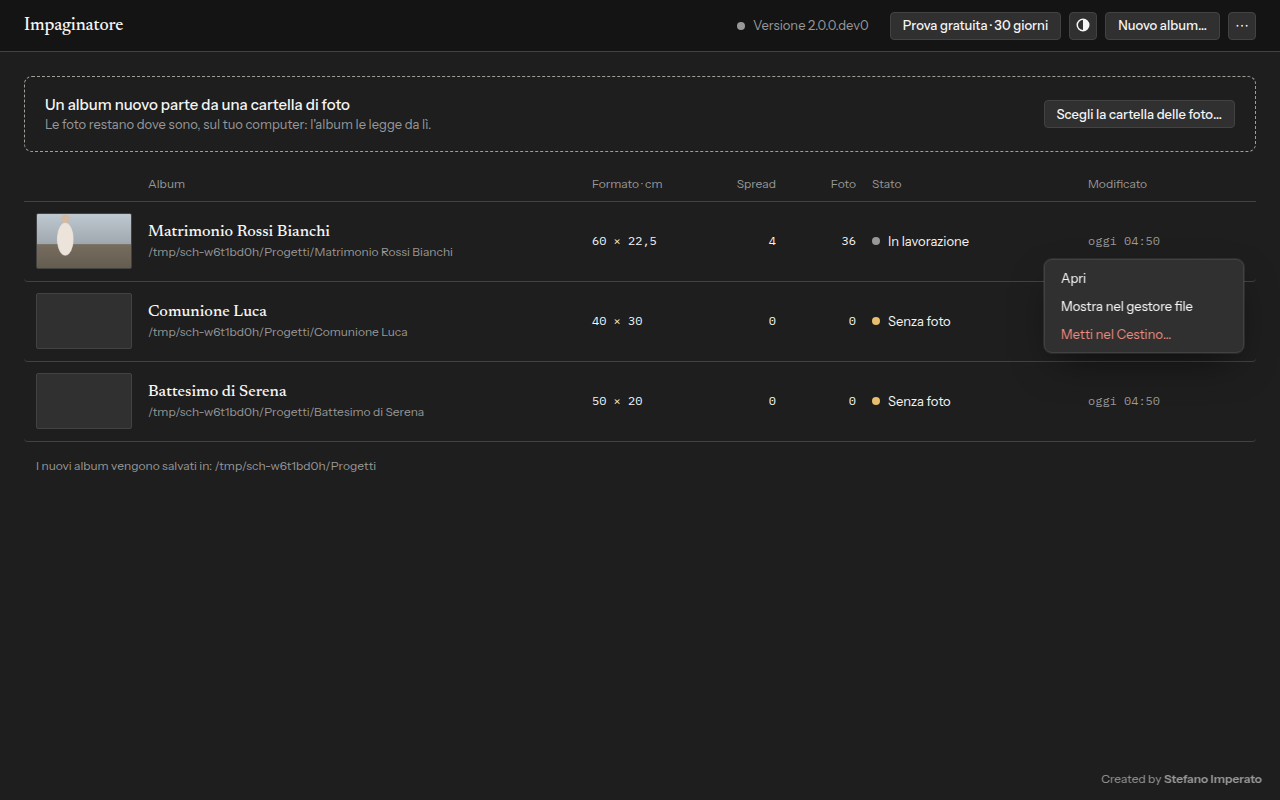 Impaginatore
Versione 2.0.0.dev0
Prova gratuita · 30 giorni
Nuovo album…
Un album nuovo parte da una cartella di foto
Le foto restano dove sono, sul tuo computer: l'album le legge da lì.
Scegli la cartella delle foto…
Album Formato · cm Spread Foto Stato Modificato
Matrimonio Rossi Bianchi
/tmp/sch-w6t1bd0h/Progetti/Matrimonio Rossi Bianchi
60 × 22,5 4 36 In lavorazione oggi 04:50
Apri
Mostra nel gestore file
Metti nel Cestino…
Comunione Luca
/tmp/sch-w6t1bd0h/Progetti/Comunione Luca
40 × 30 0 0 Senza foto
Battesimo di Serena
/tmp/sch-w6t1bd0h/Progetti/Battesimo di Serena
50 × 20 0 0 Senza foto oggi 04:50
I nuovi album vengono salvati in: /tmp/sch-w6t1bd0h/Progetti
Created by Stefano Imperato